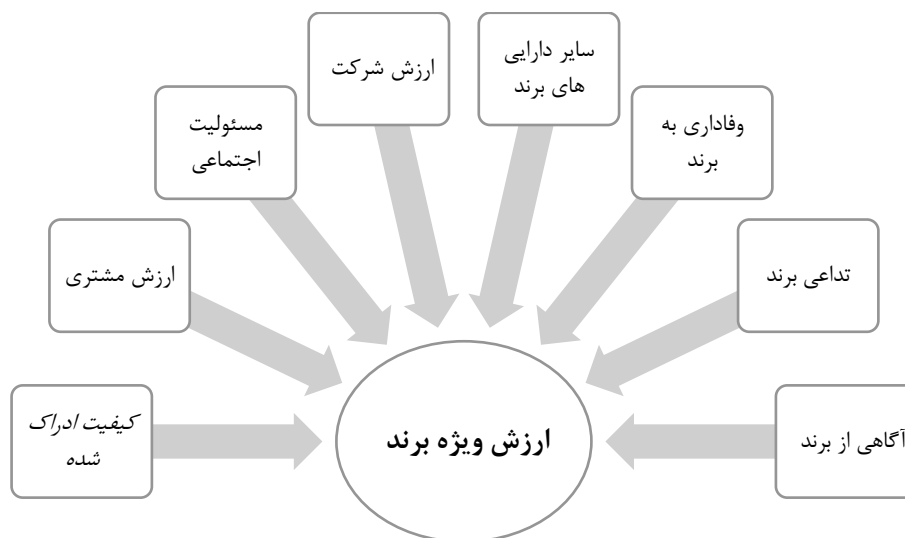 سایر دارایی
های برند
ارزش شرکت
وفاداری به
برند
مسئولیت
اجتماعی
تداعی برند
ارزش مشتری
آگاهی از برند
ارزش ویژه برند
کیفیت ادراک
شده